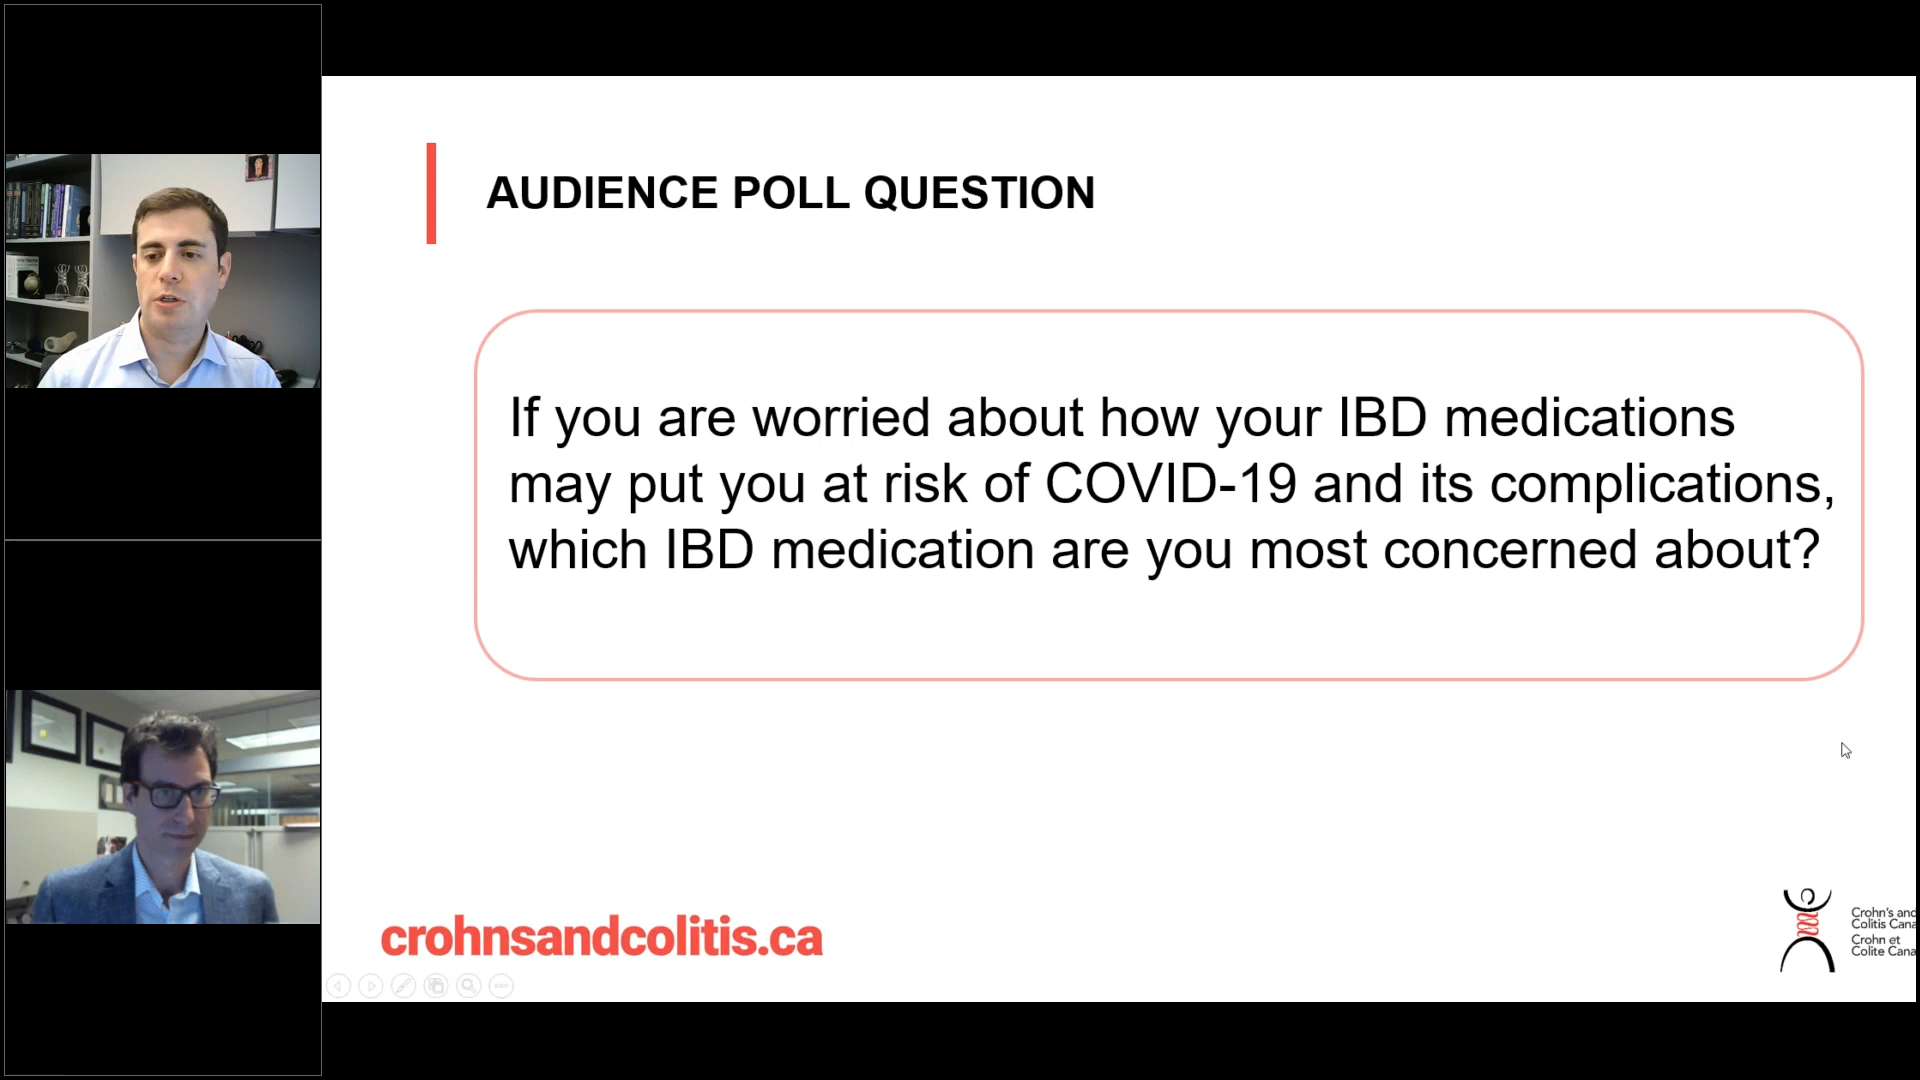 AUDIENCE POLL QUESTION
If you are worried about how your IBD medications
may put you at risk of COVID-19 and its complications,
which IBD medication are you most concerned about?
crohnsandcolitis.ca
Crohn's and
Colitis Cana
Crohn et
Colite Cana